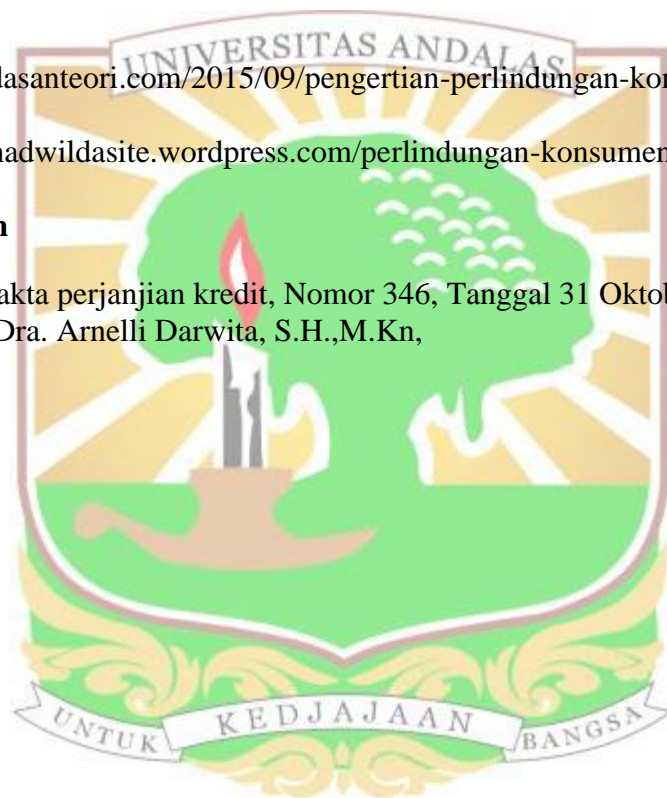 UNIVERSITAS ANDALAS
dasanteori.com/2015/09/pengertian-perlindungan-kon
nadwildasite.wordpress.com/perlindungan-konsumen
n
akta perjanjian kredit, Nomor 346, Tanggal 31 Oktob
Dra. Arnelli Darwita, S.H.,M.Kn,
UNTUK KEDJAJAAN BANGSA